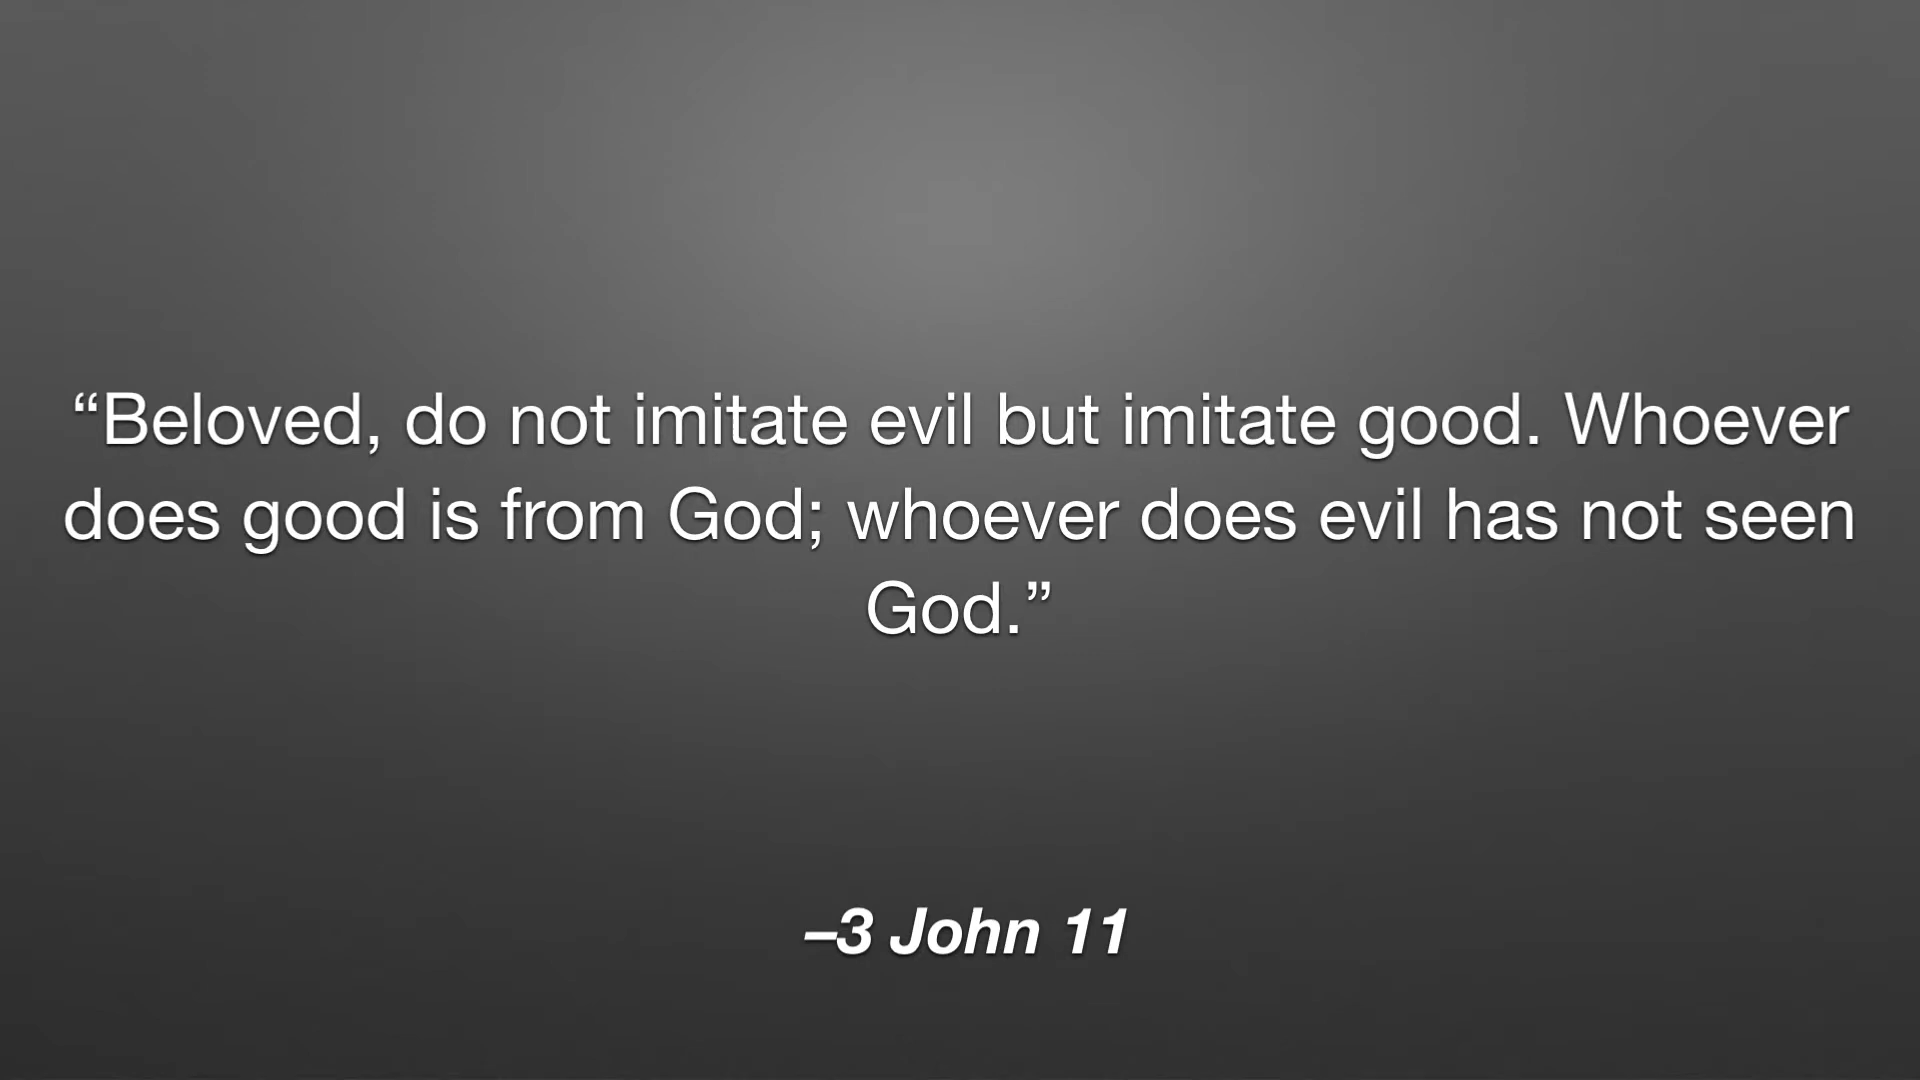 “Beloved, do not imitate evil but imitate good. Whoever
does good is from God; whoever does evil has not seen
God.”
–3 John 11